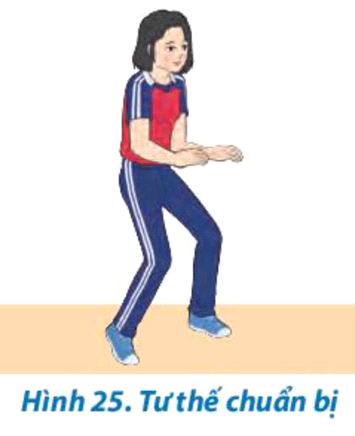 Hình 25. Tư thế chuẩn bị